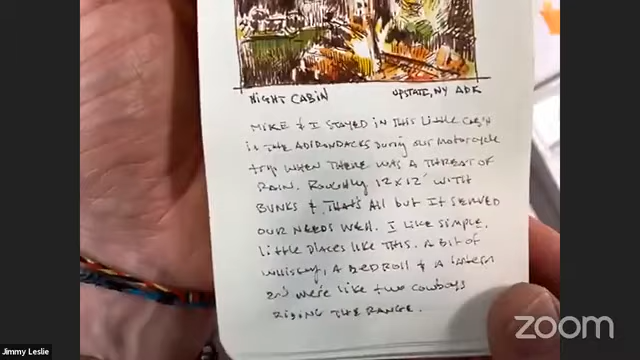 NIGHT CABIN UPSTATE, NY ADK
MIKE & I STAYED IN THIS LITTLE CABIN
IN THE ADIRONDACKS DURING OUR MOTORCYCLE
TRIP WHEN THERE WAS A THREAT OF
RAIN. ROUGHLY 12 x 12' WITH
BUNKS & THAT'S ALL BUT IT SERVED
OUR NEEDS WELL. I LIKE SIMPLE,
LITTLE PLACES LIKE THIS. A BIT OF
WHISKEY, A BEDROLL & A LANTERN
AND WE'RE LIKE TWO COWBOYS
RIDING THE RANGE.
Jimmy Leslie
zoom